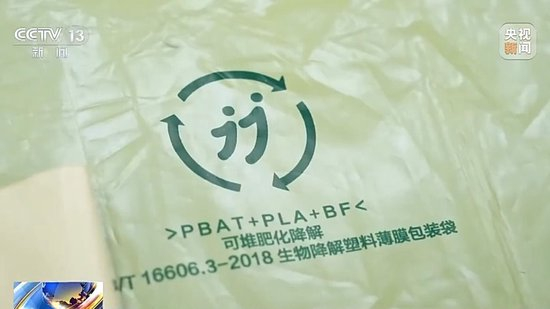 CCTV 13
新闻
央视
新闻
>PBAT+PLA+BF<
可堆肥化降解
/T 16606.3-2018 生物降解塑料薄膜包装袋